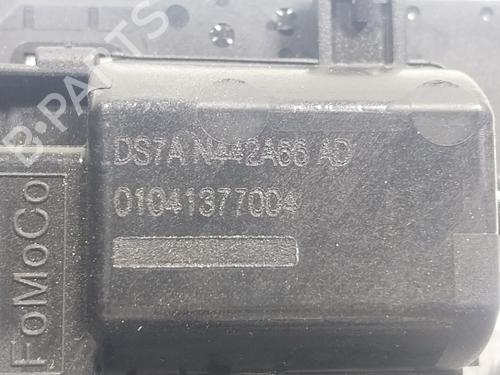 DS7A N442A66 AD
01041377004
FoMoCo
B-PARTS